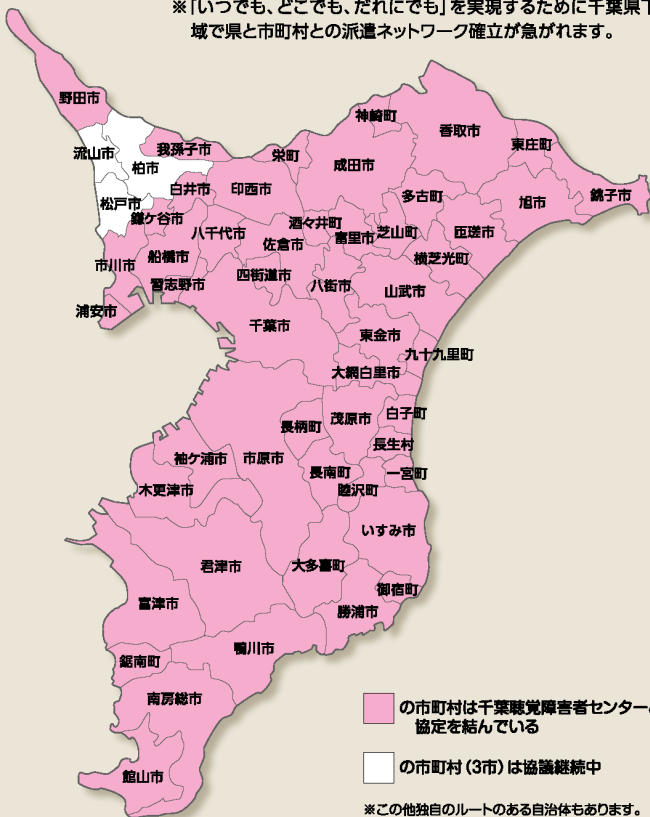 ※「いつでも、どこでも、だれにでも」を実現するために千葉県
域で県と市町村との派遣ネットワーク確立が急がれます。
野田市
神崎町
香取市
東庄町
流山市
我孫子市
柏市
栄町
成田市
白井市
印西市
多古町
旭市
銚子市
松戸市
鎌ケ谷市
八千代市
酒々井町
佐倉市
富里市
芝山町
匝瑳市
船橋市
市川市
横芝光町
習志野市
四街道市
八街市
山武市
浦安市
千葉市
東金市
九十九里町
大網白里市
白子町
長柄町
茂原市
長生村
袖ケ浦市
市原市
長南町
一宮町
木更津市
睦沢町
いすみ市
君津市
大多喜町
御宿町
富津市
勝浦市
鴨川市
鋸南町
南房総市
館山市
の市町村は千葉聴覚障害者センター
協定を結んでいる
の市町村(3市)は協議継続中
※この他独自のルートのある自治体もあります。